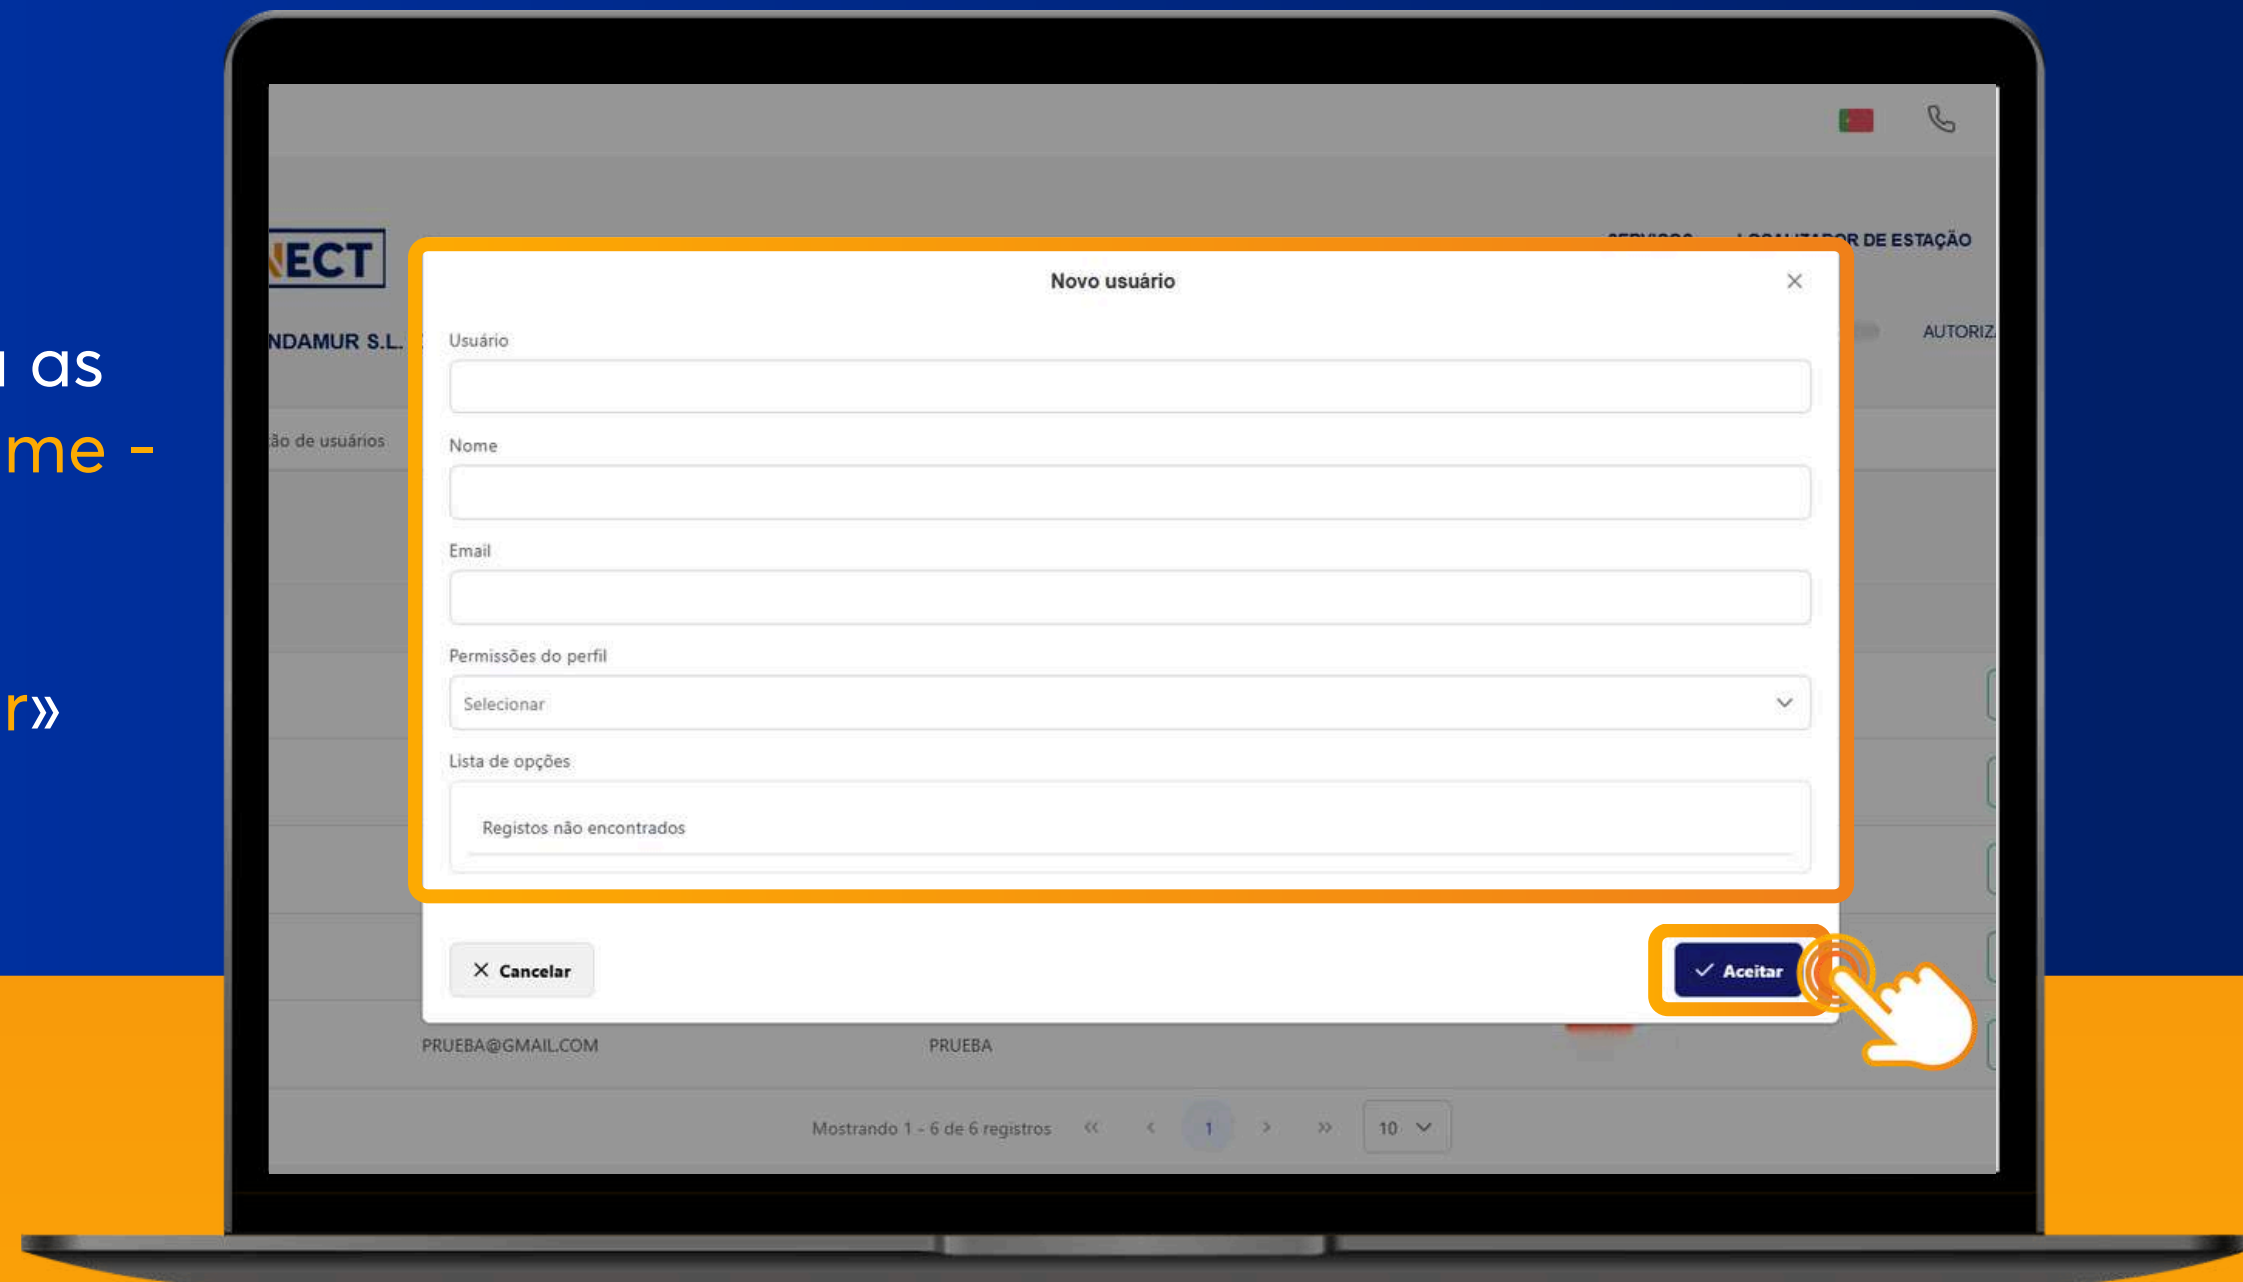 as
me -
r»
NECT
LOCALIZADOR DE ESTAÇÃO
NDAMUR S.L.
AUTORIZ
ão de usuários
Novo usuário
Usuário
Nome
Email
Permissões do perfil
Selecionar
Lista de opções
Registos não encontrados
Cancelar
Aceitar
PRUEBA@GMAIL.COM
PRUEBA
Mostrando 1 - 6 de 6 registros « < 1 > » 10